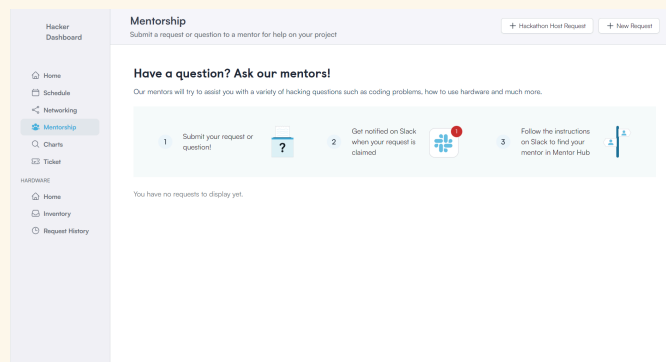 Hacker
Dashboard
Home
Schedule
Networking
Mentorship
Charts
Ticket
HARDWARE
Home
Inventory
Request History
Mentorship
Submit a request or question to a mentor for help on your project
+ Hackathon Host Request
+ New Request
Have a question? Ask our mentors!
Our mentors will try to assist you with a variety of hacking questions such as coding problems, how to use hardware and much more.
1
Submit your request or
question!
?
2
Get notified on Slack
when your request is
claimed
1
3
Follow the instructions
on Slack to find your
mentor in Mentor Hub
You have no requests to display yet.